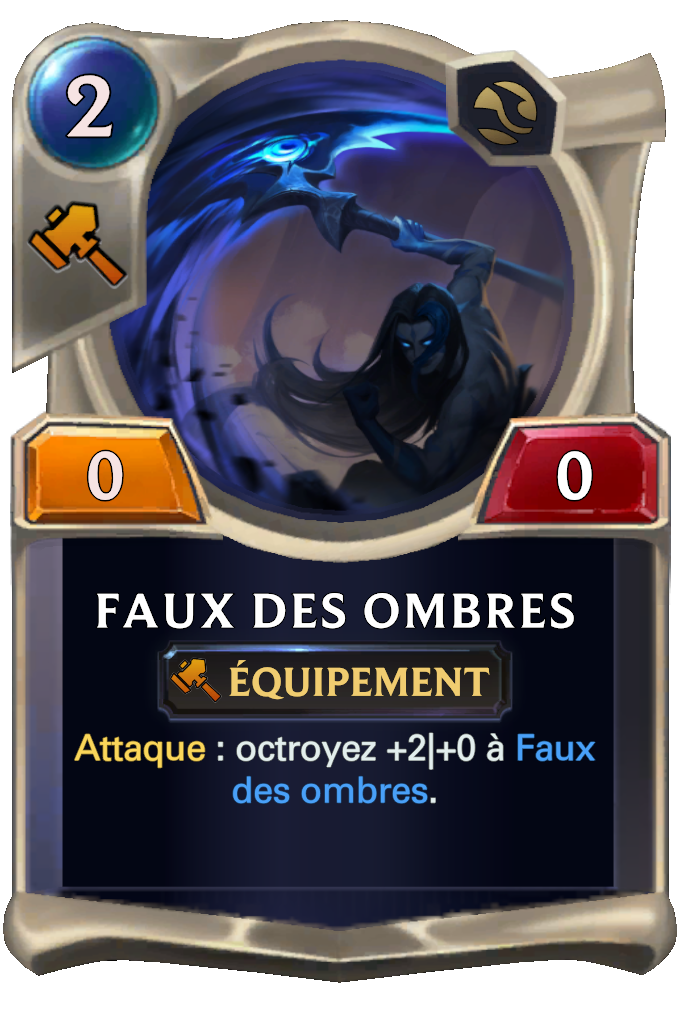 2
0
0
FAUX DES OMBRES
ÉQUIPEMENT
Attaque : octroyez +2|+0 à Faux
des ombres.